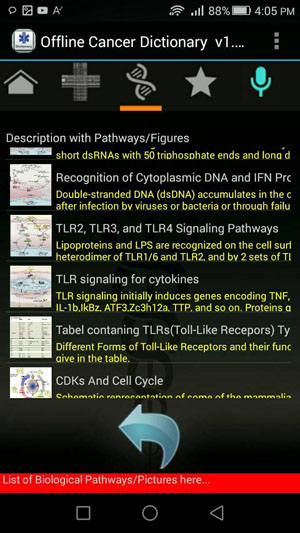 88% 4:05 PM
Offline Cancer Dictionary v1....
Dictionary
Description with Pathways/Figures
short dsRNAs with 50 triphosphate ends and long d
Recognition of Cytoplasmic DNA and IFN Pro
Double-stranded DNA (dsDNA) accumulates in the c
after infection by viruses or bacteria or through failu
TLR2, TLR3, and TLR4 Signaling Pathways
Lipoproteins and LPS are recognized on the cell surf
heterodimer of TLR1/6 and TLR2, and by 2 sets of TL
TLR signaling for cytokines
TLR signaling initially induces genes encoding TNF,
IL-1b,IkBz, ATF3,Zc3h12a, TTP, and so on. Proteins g
Tabel contaning TLRs(Toll-Like Recepors) Ty
Different Forms of Toll-Like Receptors and their func
give in the table.
CDKs And Cell Cycle
Schematic representation of some of the mammalia
List of Biological Pathways/Pictures here...